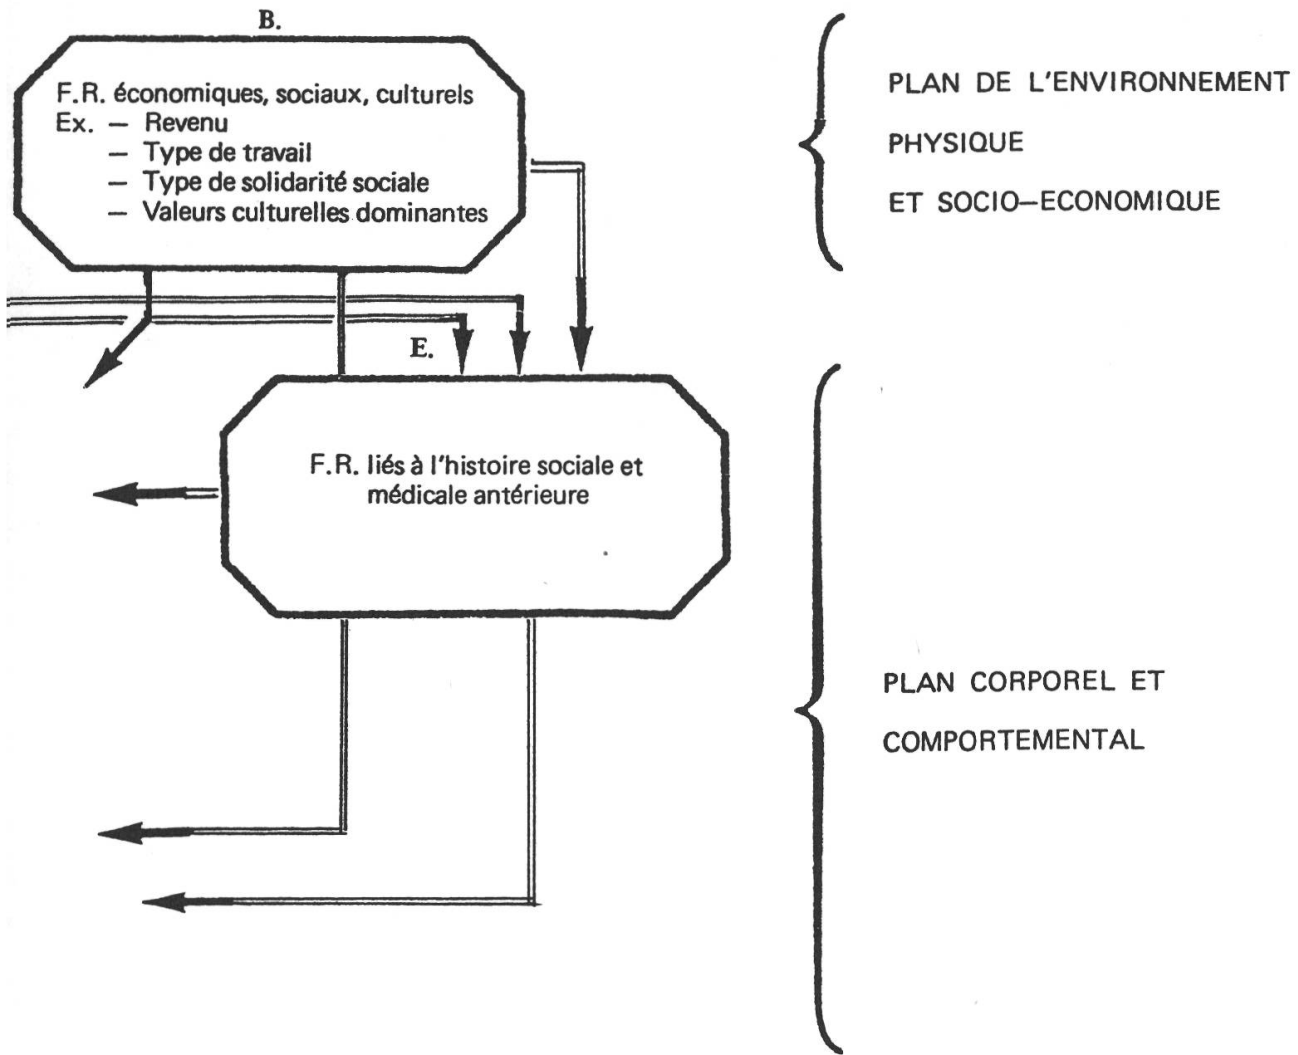 B.
F.R. économiques, sociaux, culturels
Ex. — Revenu
— Type de travail
— Type de solidarité sociale
— Valeurs culturelles dominantes
PLAN DE L'ENVIRONNEMENT
PHYSIQUE
ET SOCIO—ECONOMIQUE
E.
F.R. liés à l'histoire sociale et
médicale antérieure
PLAN CORPOREL ET
COMPORTEMENTAL